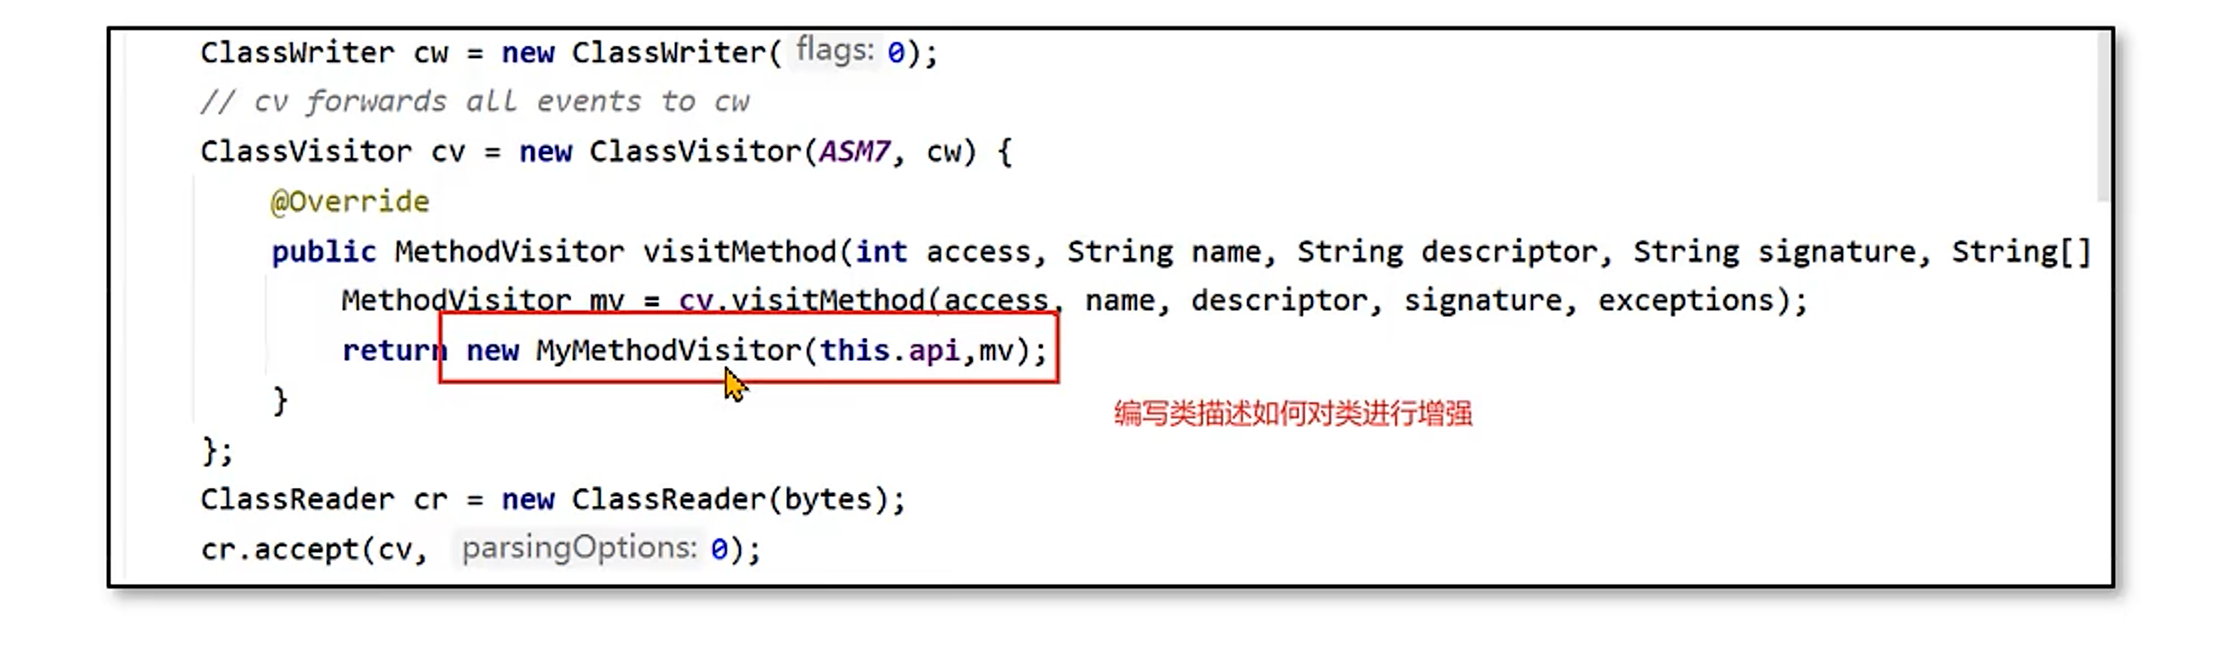 ClassWriter cw = new ClassWriter( flags: 0);
// cv forwards all events to cw
ClassVisitor cv = new ClassVisitor(ASM7, cw) {
@Override
public MethodVisitor visitMethod(int access, String name, String descriptor, String signature, String[]
MethodVisitor mv = cv.visitMethod(access, name, descriptor, signature, exceptions);
return new MyMethodVisitor(this.api,mv);
}
编写类描述如何对类进行增强
};
ClassReader cr = new ClassReader(bytes);
cr.accept(cv, parsingOptions: 0);